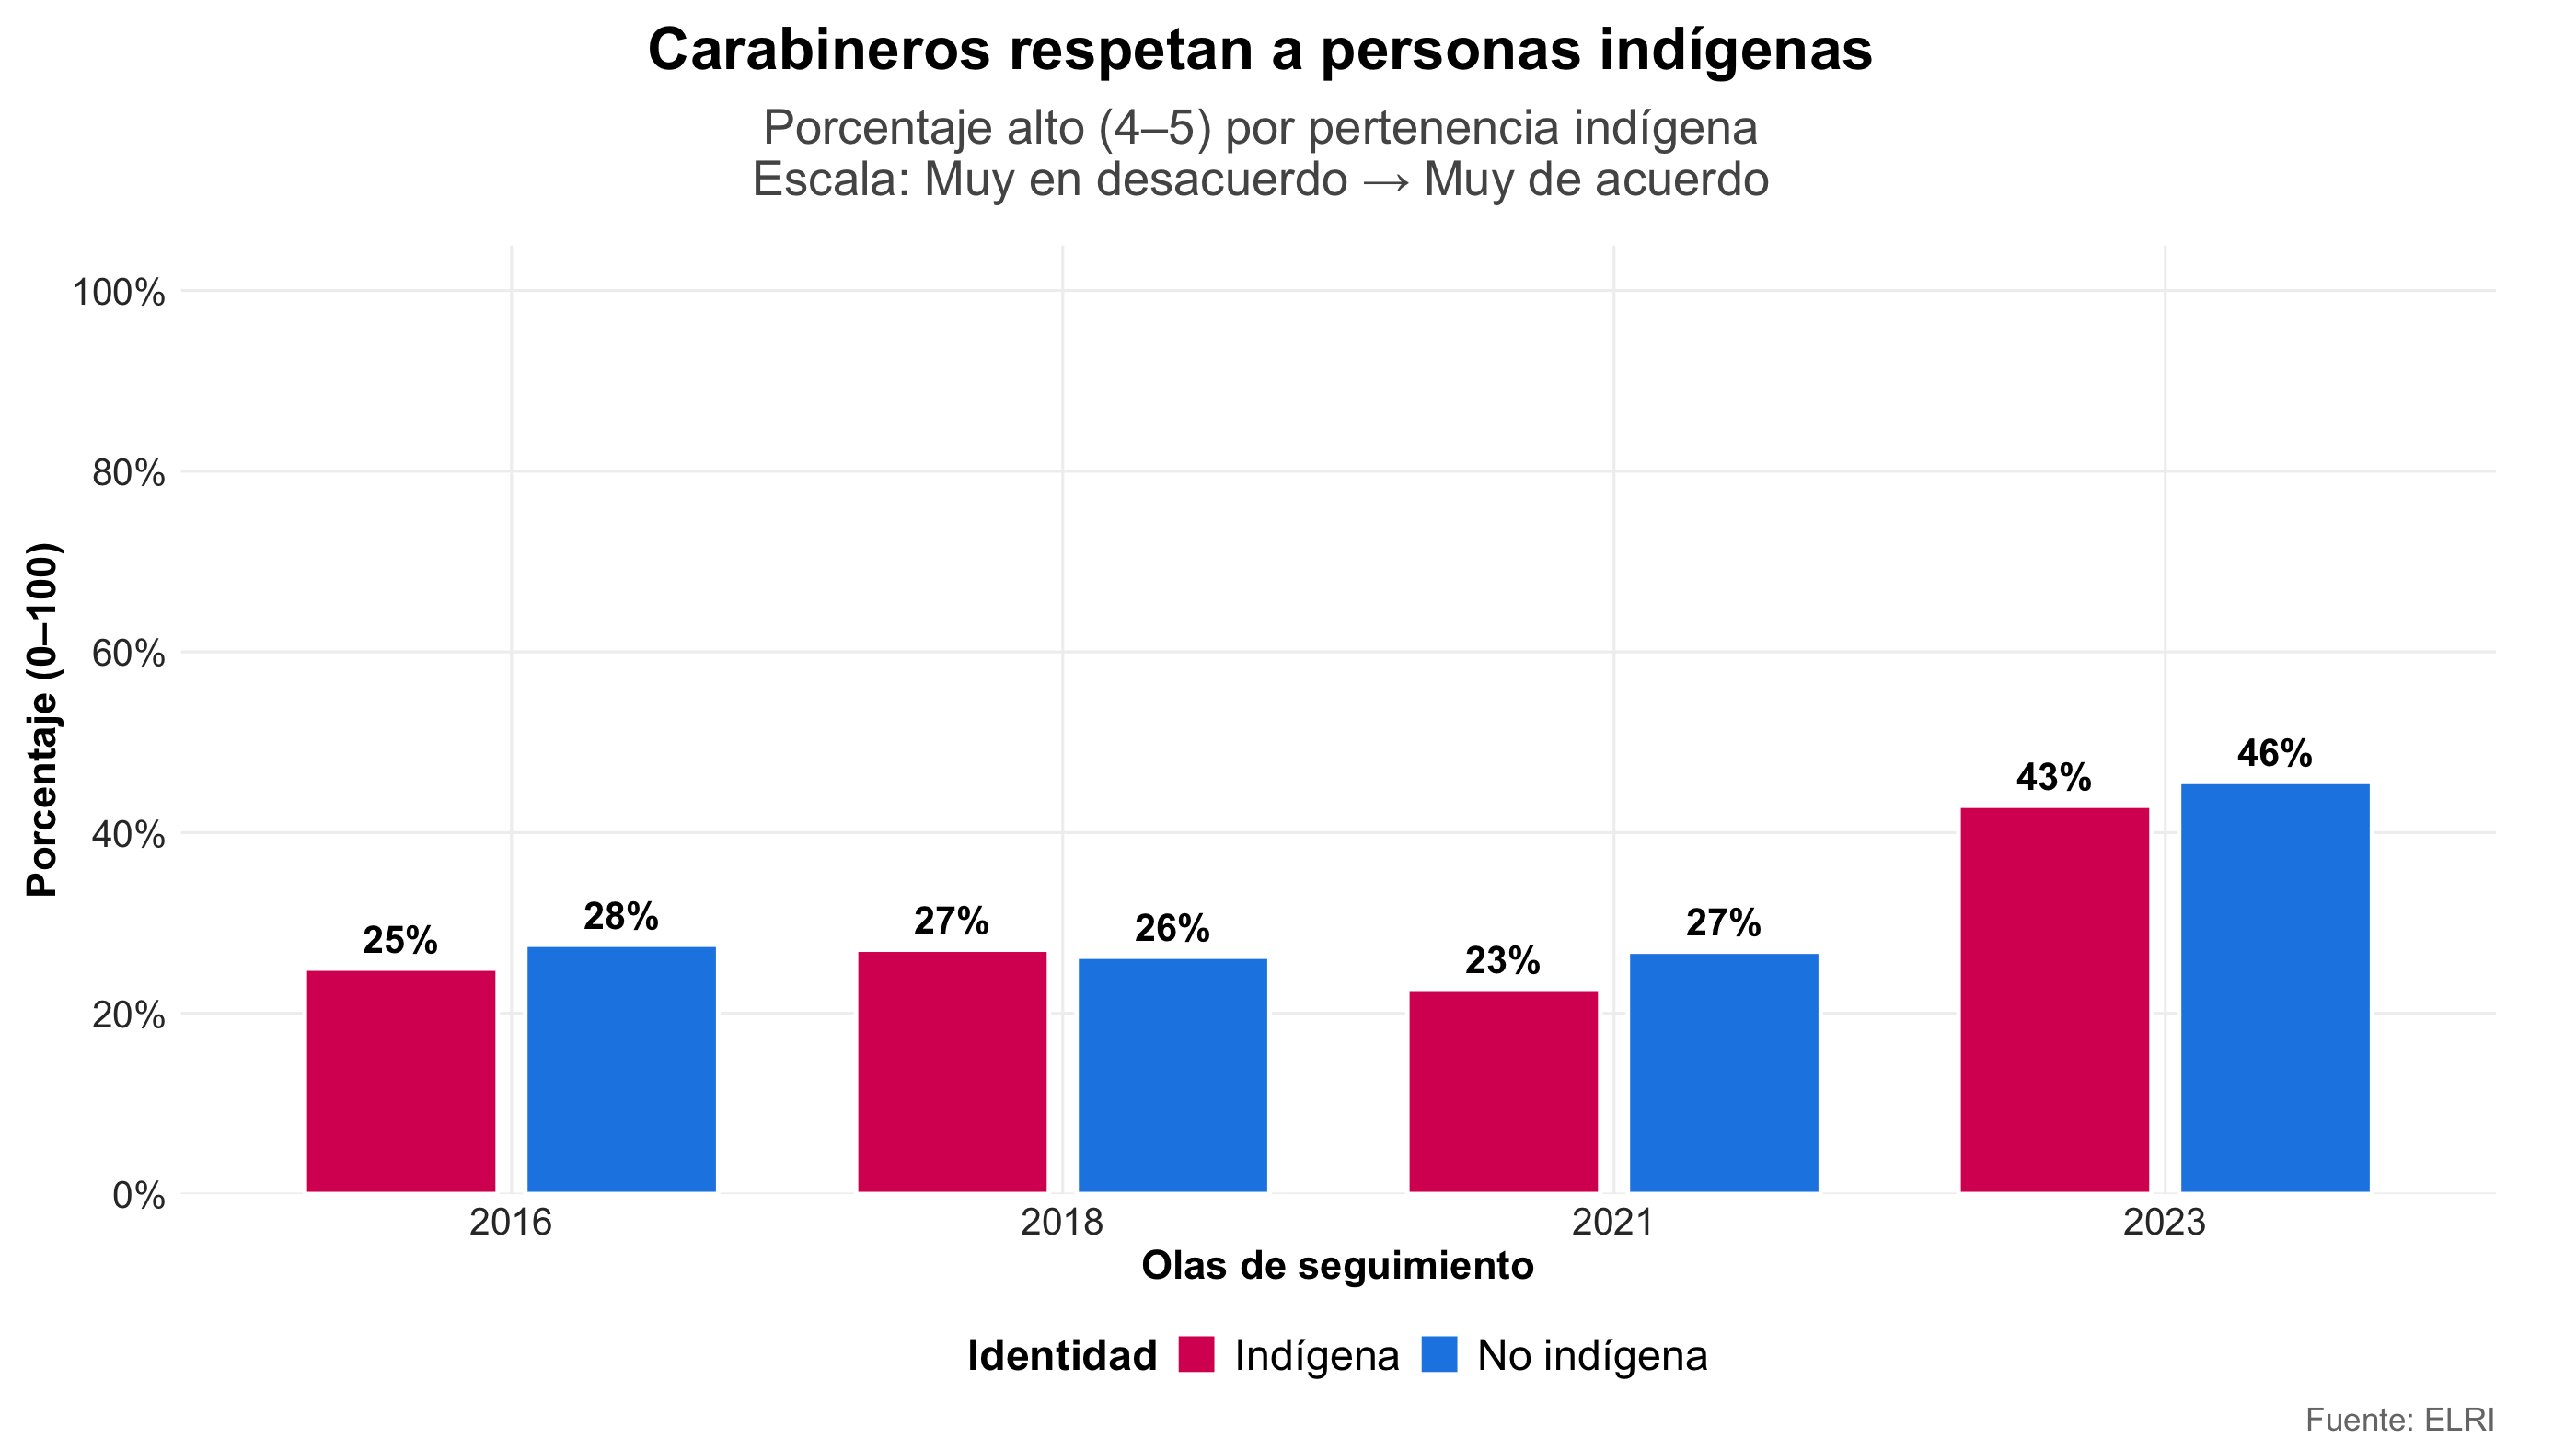 Carabineros respetan a personas indígenas
Porcentaje alto (4–5) por pertenencia indígena
Escala: Muy en desacuerdo → Muy de acuerdo
Porcentaje (0–100)
100%
80%
60%
40%
20%
0%
25%
28%
27%
26%
23%
27%
43%
46%
2016
2018
2021
2023
Olas de seguimiento
Identidad Indígena No indígena
Fuente: ELRI